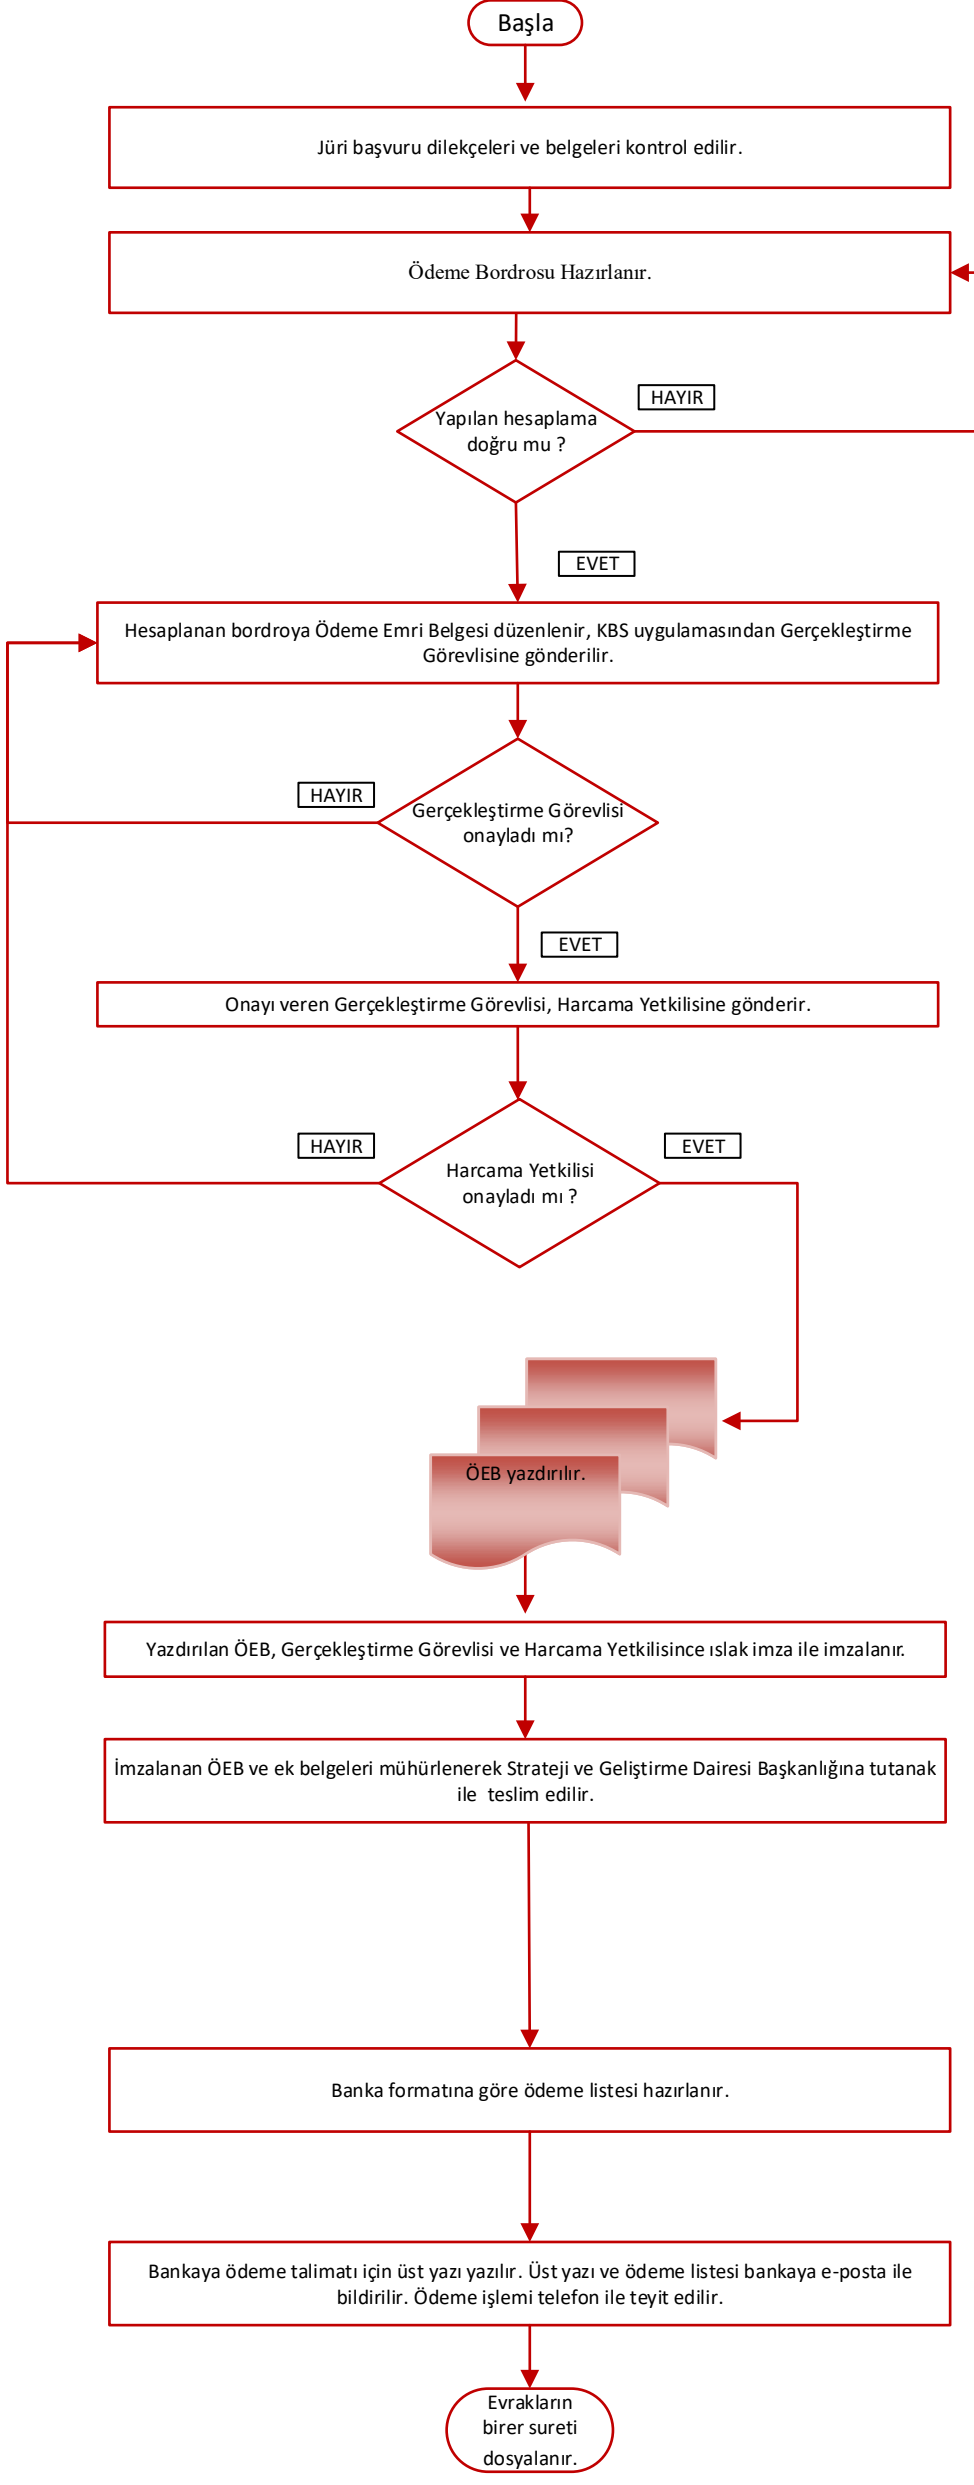 Başla
Jüri başvuru dilekçeleri ve belgeleri kontrol edilir.
Ödeme Bordrosu Hazırlanır.
HAYIR
Yapılan hesaplama
doğru mu ?
EVET
Hesaplanan bordroya Ödeme Emri Belgesi düzenlenir, KBS uygulamasından Gerçekleştirme
Görevlisine gönderilir.
HAYIR
Gerçekleştirme Görevlisi
onayladı mı?
EVET
Onayı veren Gerçekleştirme Görevlisi, Harcama Yetkilisine gönderir.
HAYIR
EVET
Harcama Yetkilisi
onayladı mı ?
ÖEB yazdırılır.
Yazdırılan ÖEB, Gerçekleştirme Görevlisi ve Harcama Yetkilisince ıslak imza ile imzalanır.
İmzalanan ÖEB ve ek belgeleri mühürlenerek Strateji ve Geliştirme Dairesi Başkanlığına tutanak
ile teslim edilir.
Banka formatına göre ödeme listesi hazırlanır.
Bankaya ödeme talimatı için üst yazı yazılır. Üst yazı ve ödeme listesi bankaya e-posta ile
bildirilir. Ödeme işlemi telefon ile teyit edilir.
Evrakların
birer sureti
dosyalanır.